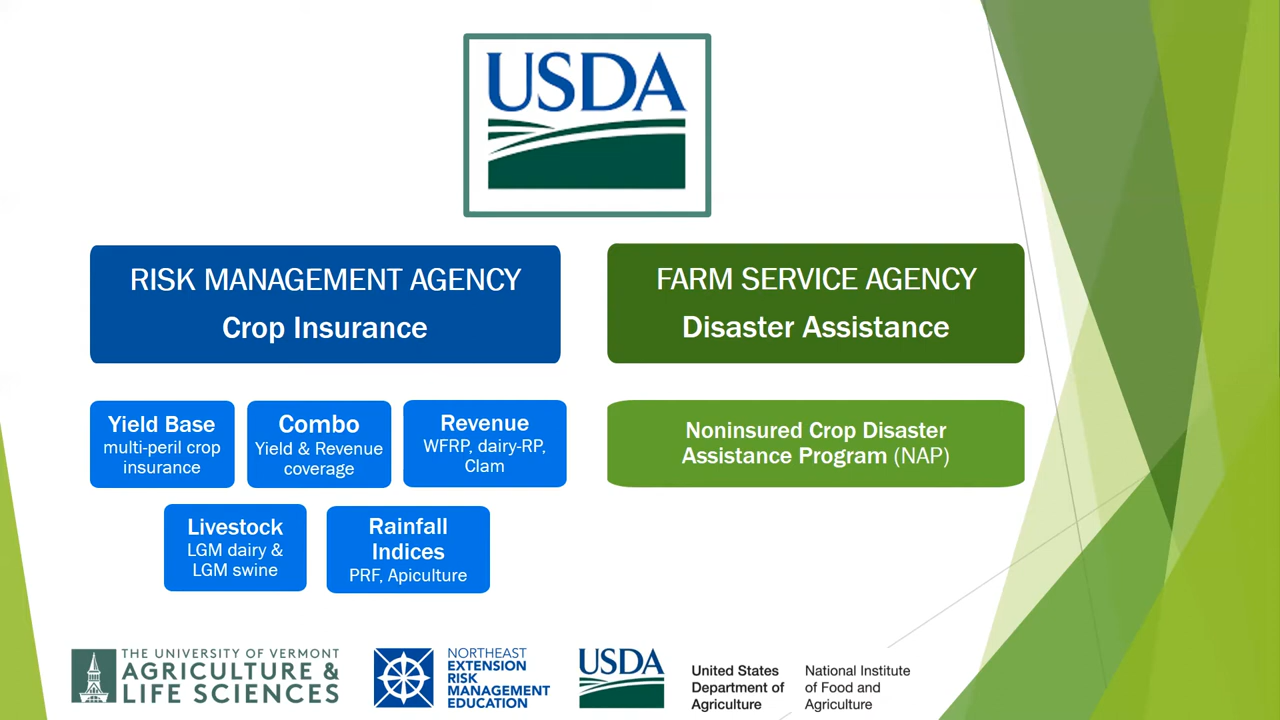 USDA
RISK MANAGEMENT AGENCY
Crop Insurance
FARM SERVICE AGENCY
Disaster Assistance
Yield Base
multi-peril crop
insurance
Combo
Yield & Revenue
coverage
Revenue
WFRP, dairy-RP,
Clam
Noninsured Crop Disaster
Assistance Program (NAP)
Livestock
LGM dairy &
LGM swine
Rainfall
Indices
PRF, Apiculture
THE UNIVERSITY OF VERMONT
AGRICULTURE &
LIFE SCIENCES
NORTHEAST
EXTENSION
RISK
MANAGEMENT
EDUCATION
USDA
United States
Department of
Agriculture
National Institute
of Food and
Agriculture